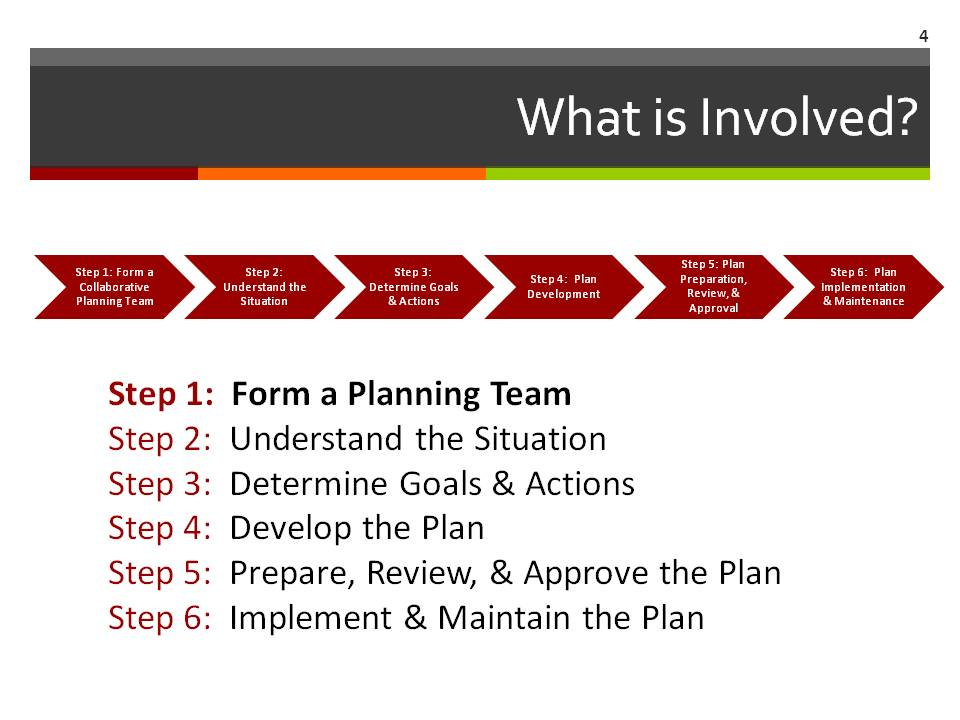 4
What is Involved?
Step 1: Form a
Collaborative
Planning Team
Step 2:
Understand the
Situation
Step 3:
Determine Goals
& Actions
Step 4: Plan
Development
Step 5: Plan
Preparation,
Review, &
Approval
Step 6: Plan
Implementation
& Maintenance
Step 1: Form a Planning Team
Step 2: Understand the Situation
Step 3: Determine Goals & Actions
Step 4: Develop the Plan
Step 5: Prepare, Review, & Approve the Plan
Step 6: Implement & Maintain the Plan